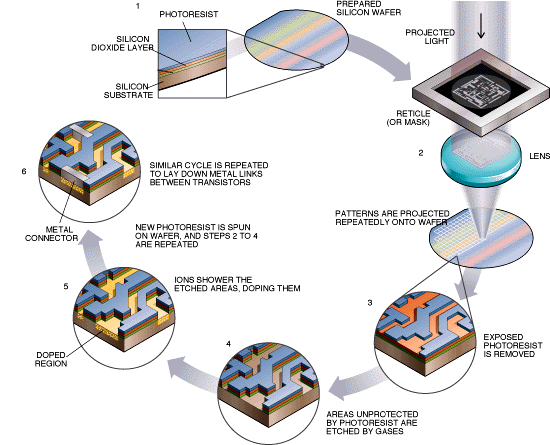 1
PHOTORESIST
SILICON
DIOXIDE LAYER
SILICON
SUBSTRATE
PREPARED
SILICON WAFER
PROJECTED
LIGHT
RETICLE
(OR MASK)
2
LENS
PATTERNS ARE PROJECTED
REPEATEDLY ONTO WAFER
3
EXPOSED
PHOTORESIST
IS REMOVED
4
AREAS UNPROTECTED
BY PHOTORESIST ARE
ETCHED BY GASES
5
IONS SHOWER THE
ETCHED AREAS, DOPING THEM
DOPED
REGION
NEW PHOTORESIST IS SPUN
ON WAFER, AND STEPS 2 TO 4
ARE REPEATED
6
SIMILAR CYCLE IS REPEATED
TO LAY DOWN METAL LINKS
BETWEEN TRANSISTORS
METAL
CONNECTOR